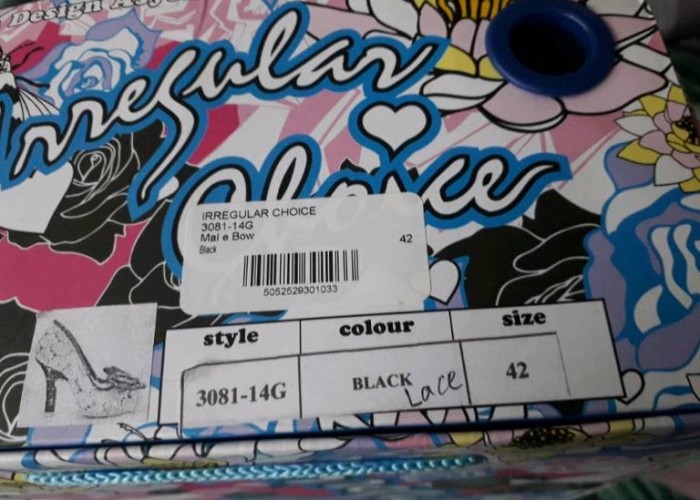 Design
Irregular
Choice
IRREGULAR CHOICE
3081-14G
Mal e Bow
Black
42
5052529301033
style colour size
3081-14G BLACK Lace 42